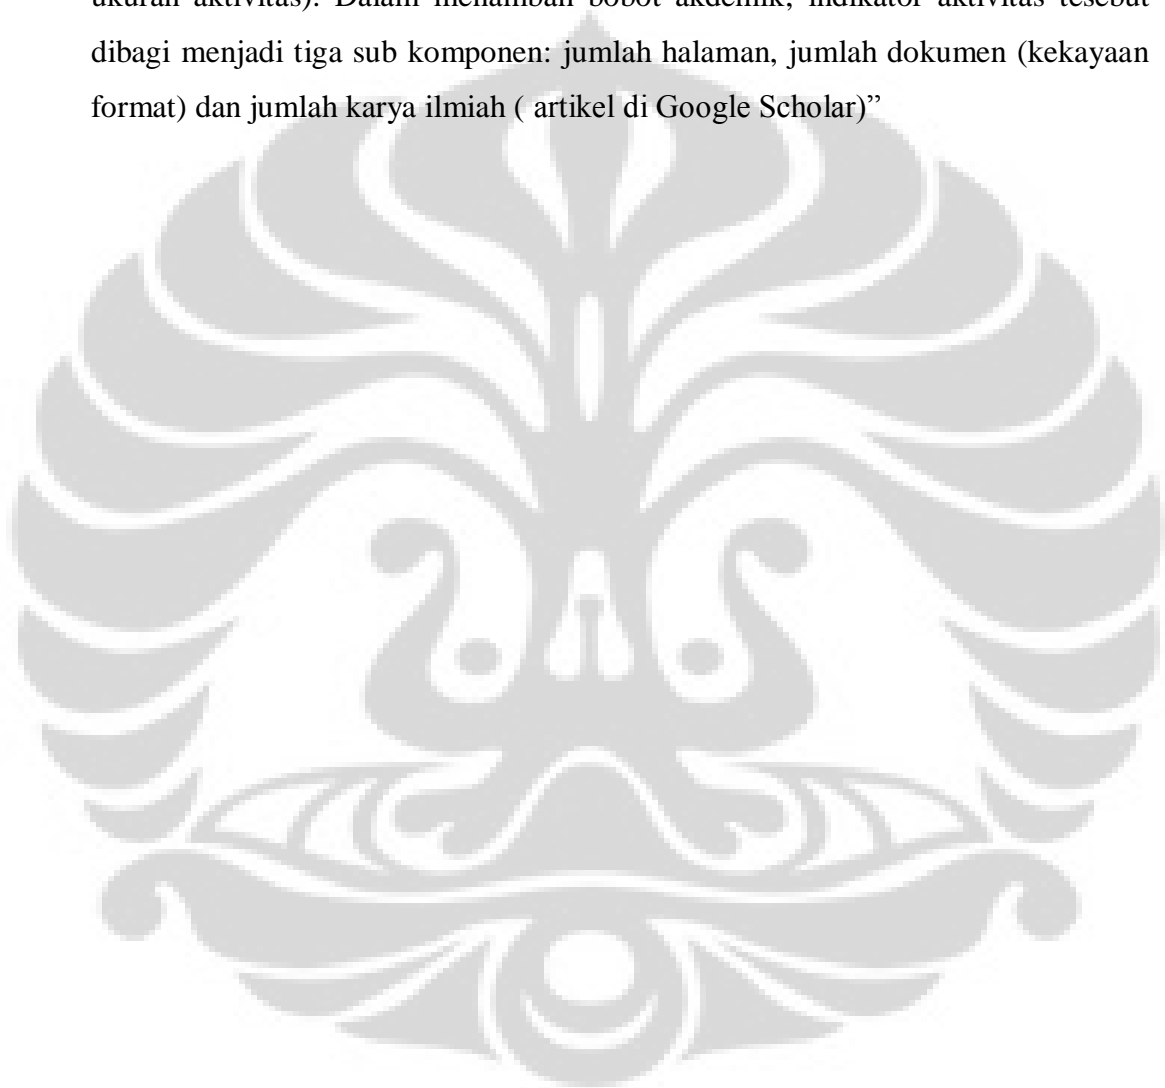 ukuran aktivitas). Dalam menambah bobot akdemik, indikator aktivitas tesebut
dibagi menjadi tiga sub komponen: jumlah halaman, jumlah dokumen (kekayaan
format) dan jumlah karya ilmiah ( artikel di Google Scholar)”